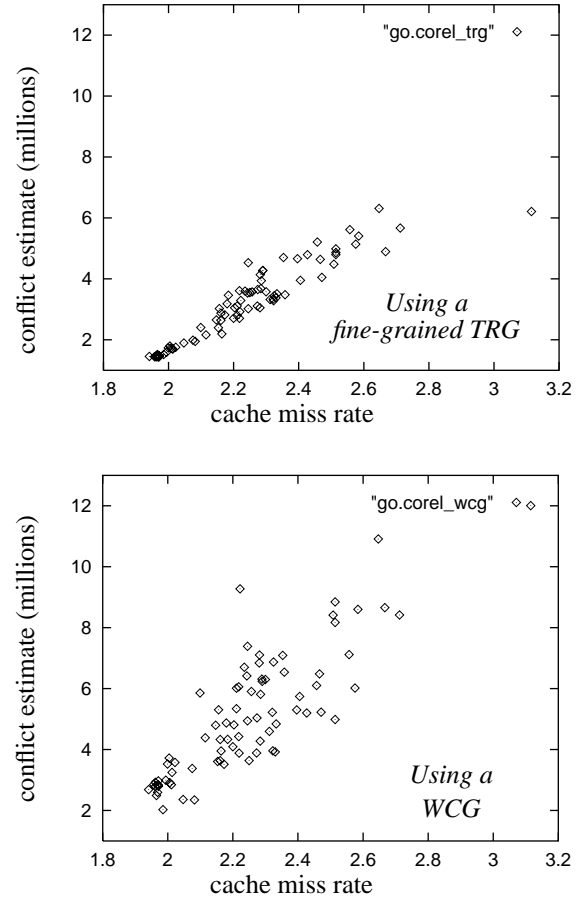 12
"go.corel_trg"
10
8
6
4
2
conflict estimate (millions)
Using a
fine-grained TRG
1.8 2 2.2 2.4 2.6 2.8 3 3.2
cache miss rate
12
"go.corel_wcg"
10
8
6
4
2
conflict estimate (millions)
Using a
WCG
1.8 2 2.2 2.4 2.6 2.8 3 3.2
cache miss rate